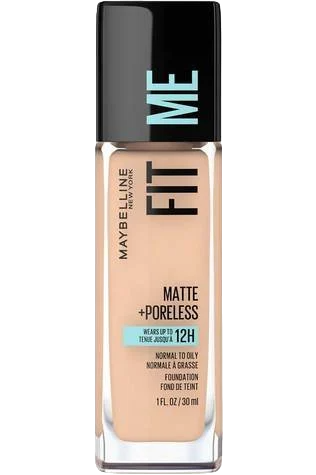 FIT ME
MAYBELLINE
NEW YORK
MATTE
+PORELESS
WEARS UP TO
TENUE JUSQU'À
12H
NORMAL TO OILY
NORMALE À GRASSE
FOUNDATION
FOND DE TEINT
1 FL. OZ / 30 ml